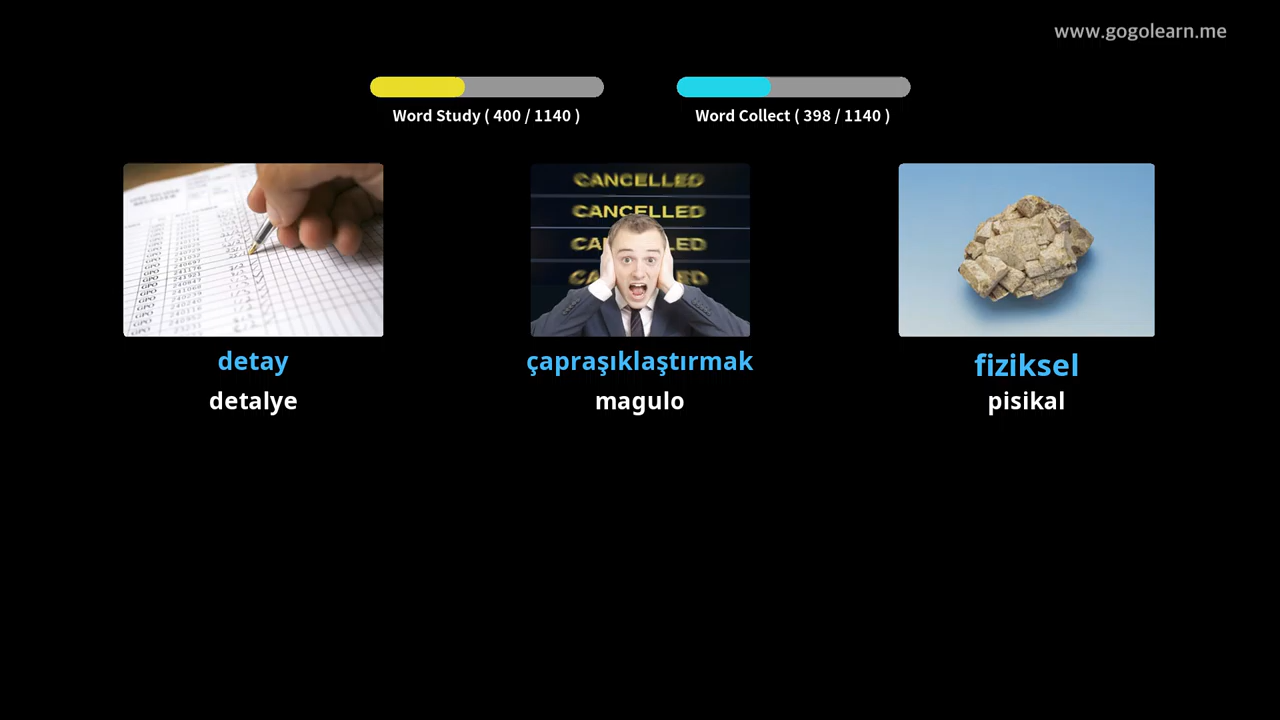 www.gogolearn.me
Word Study ( 400 / 1140 )
Word Collect ( 398 / 1140 )
CANCELLED
CANCELLED
detay
çapraşıklaştırmak
fiziksel
detalye
magulo
pisikal